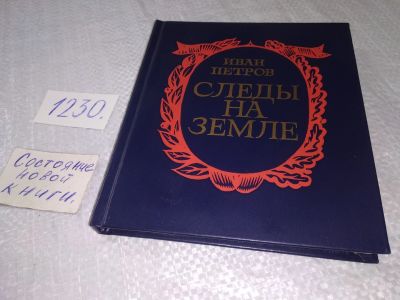 1230.
Состояние
новой
книги.
ИВАН
ПЕТРОВ
СЛЕДЫ
НА
ЗЕМЛЕ